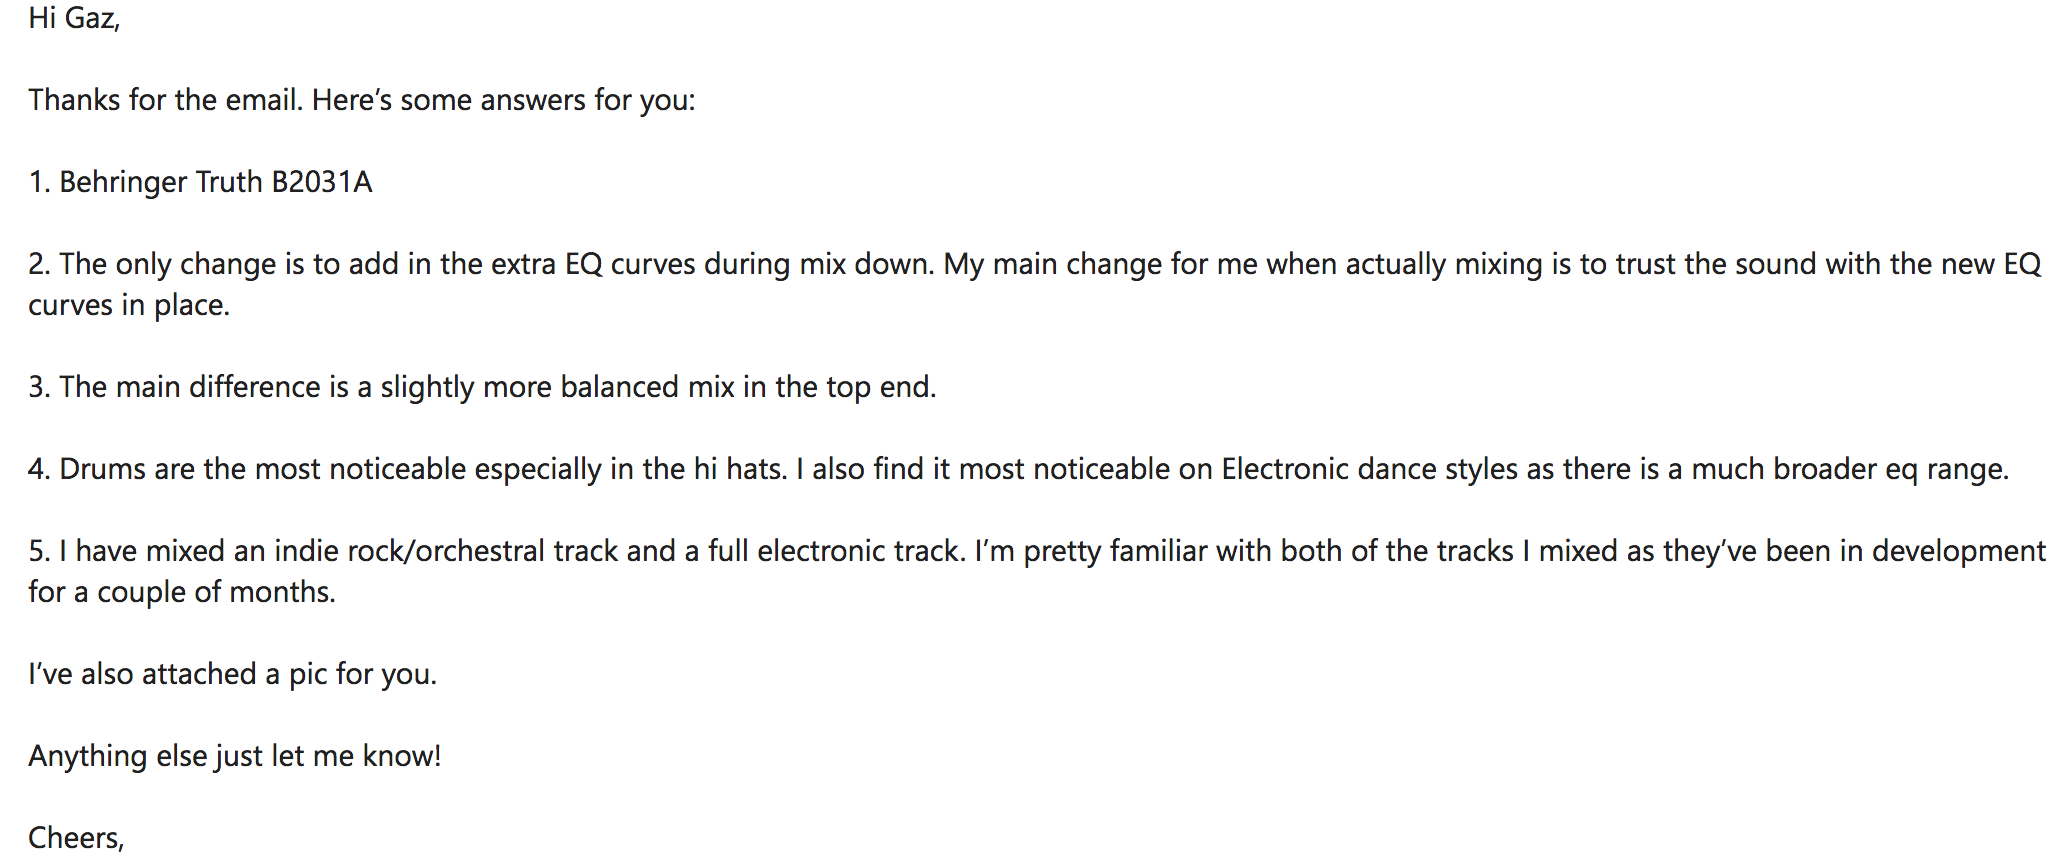 Hi Gaz,
Thanks for the email. Here’s some answers for you:
1. Behringer Truth B2031A
2. The only change is to add in the extra EQ curves during mix down. My main change for me when actually mixing is to trust the sound with the new EQ
curves in place.
3. The main difference is a slightly more balanced mix in the top end.
4. Drums are the most noticeable especially in the hi hats. I also find it most noticeable on Electronic dance styles as there is a much broader eq range.
5. I have mixed an indie rock/orchestral track and a full electronic track. I’m pretty familiar with both of the tracks I mixed as they’ve been in development
for a couple of months.
I’ve also attached a pic for you.
Anything else just let me know!
Cheers,